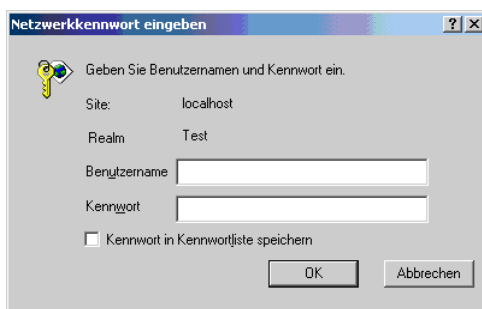 Netzwerkkennwort eingeben
Geben Sie Benutzernamen und Kennwort ein.
Site: localhost
Realm Test
Benutzername
Kennwort
Kennwort in Kennwortliste speichern
OK Abbrechen